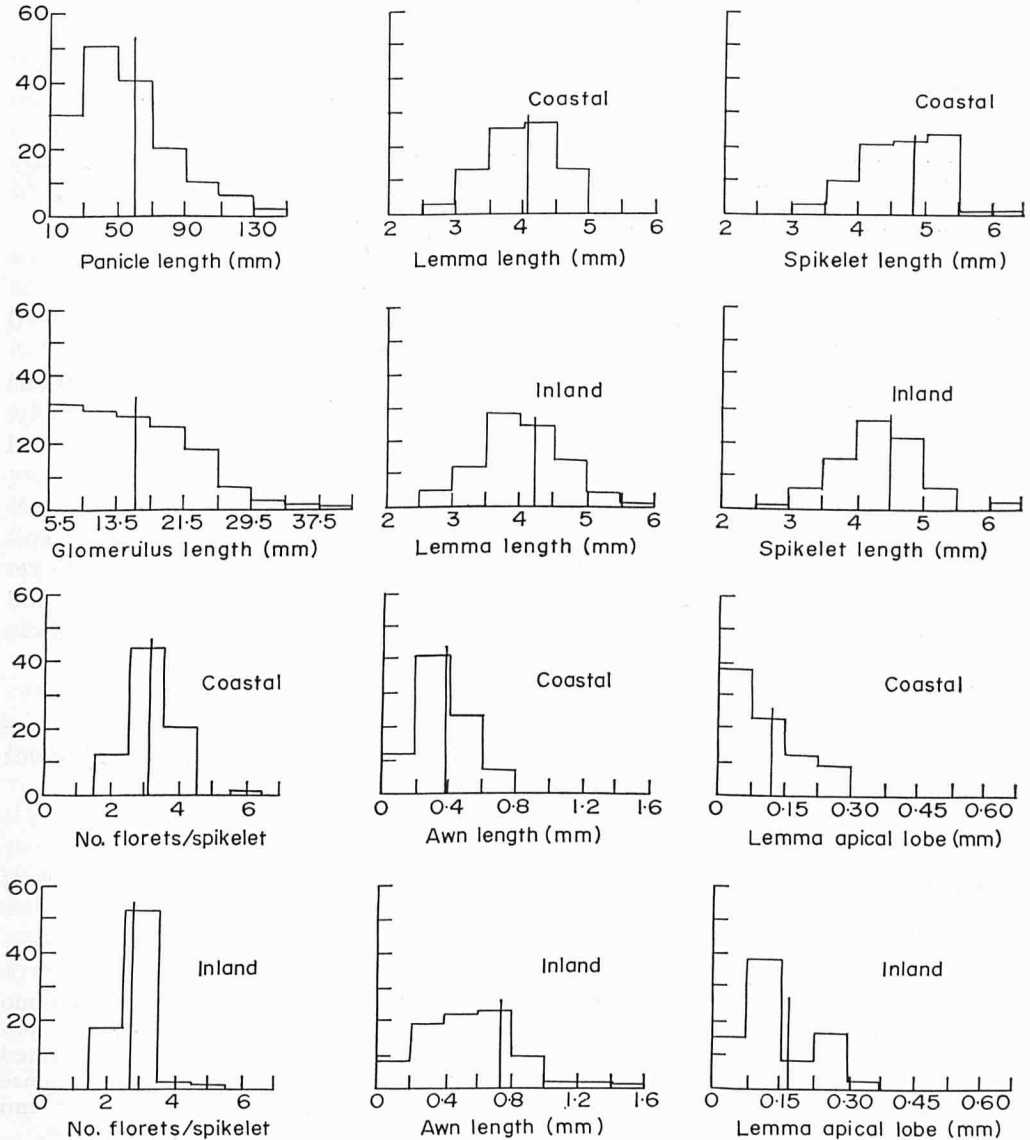 60
40
20
0
10 50 90 130
Panicle length (mm)
Coastal
2 3 4 5 6
Lemma length (mm)
Coastal
2 3 4 5 6
Spikelet length (mm)
60
40
20
0
5·5 13·5 21·5 29·5 37·5
Glomerulus length (mm)
Inland
2 3 4 5 6
Lemma length (mm)
Inland
2 3 4 5 6
Spikelet length (mm)
60
40
20
0
Coastal
0 2 4 6
No. florets/spikelet
Coastal
0 0·4 0·8 1·2 1·6
Awn length (mm)
Coastal
0 0·15 0·30 0·45 0·60
Lemma apical lobe (mm)
60
40
20
0
Inland
0 2 4 6
No. florets/spikelet
Inland
0 0·4 0·8 1·2 1·6
Awn length (mm)
Inland
0 0·15 0·30 0·45 0·60
Lemma apical lobe (mm)